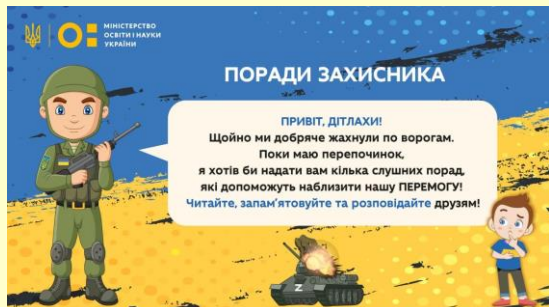 МІНІСТЕРСТВО
ОСВІТИ І НАУКИ
УКРАЇНИ
ПОРАДИ ЗАХИСНИКА
ПРИВІТ, ДІТЛАХИ!
Щойно ми добряче жахнули по ворогам.
Поки маю перепочинок,
я хотів би надати вам кілька слушних порад,
які допоможуть наблизити нашу ПЕРЕМОГУ!
Читайте, запам'ятовуйте та розповідайте друзям!
Z